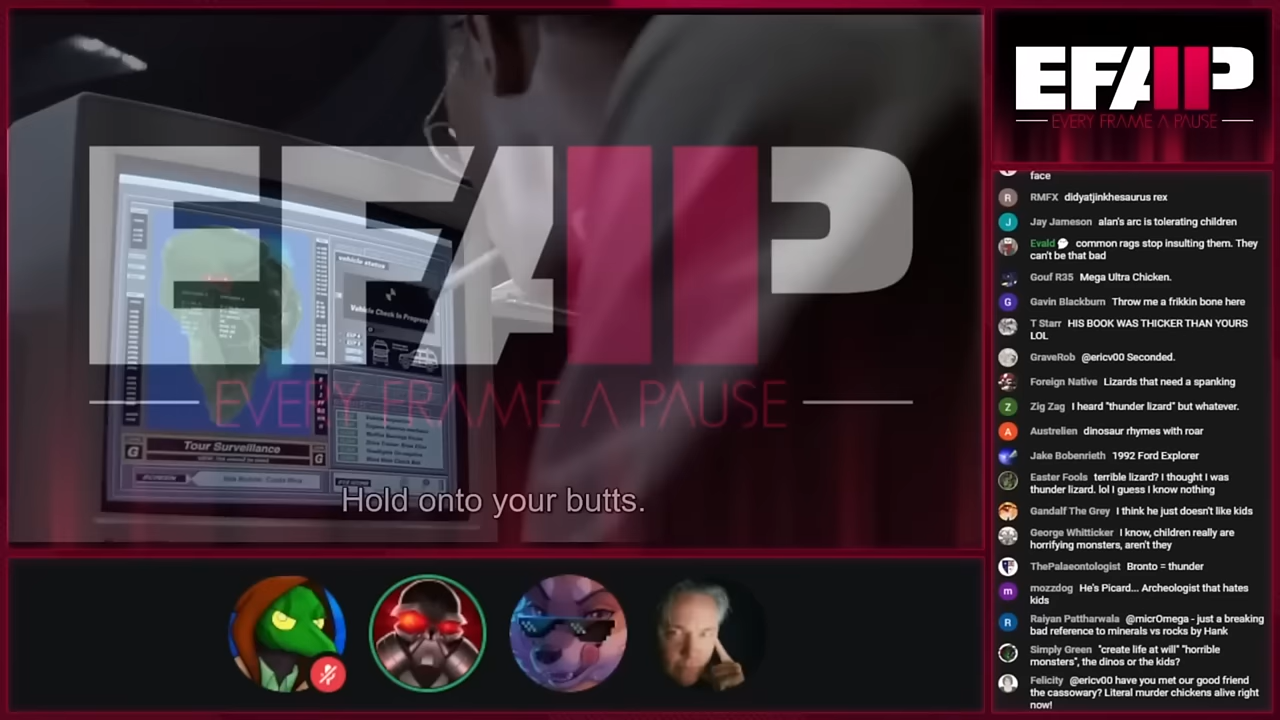 EFAP
EVERY FRAME A PAUSE
vehicle status
Vehicle Check In Progress
G
Tour Surveillance
G
Hold onto your butts.
EFAP
EVERY FRAME A PAUSE
face
R
RMFX didyatjinkhesaurus rex
J
Jay Jameson alan's arc is tolerating children
Evald common rags stop insulting them. They
can't be that bad
Gouf R35 Mega Ultra Chicken.
G
Gavin Blackburn Throw me a frikkin bone here
T Starr HIS BOOK WAS THICKER THAN YOURS
LOL
GraveRob @ericv00 Seconded.
Foreign Native Lizards that need a spanking
Z
Zig Zag I heard "thunder lizard" but whatever.
A
Austrelien dinosaur rhymes with roar
Jake Bobenrieth 1992 Ford Explorer
Easter Fools terrible lizard? I thought I was
thunder lizard. lol I guess I know nothing
Gandalf The Grey I think he just doesn't like kids
George Whitticker I know, children really are
horrifying monsters, aren't they
ThePalaeontologist Bronto = thunder
m
mozzdog He's Picard... Archeologist that hates
kids
R
Raiyan Pattharwala @micrOmega - just a breaking
bad reference to minerals vs rocks by Hank
Simply Green "create life at will" "horrible
monsters", the dinos or the kids?
Felicity @ericv00 have you met our good friend
the cassowary? Literal murder chickens alive right
now!